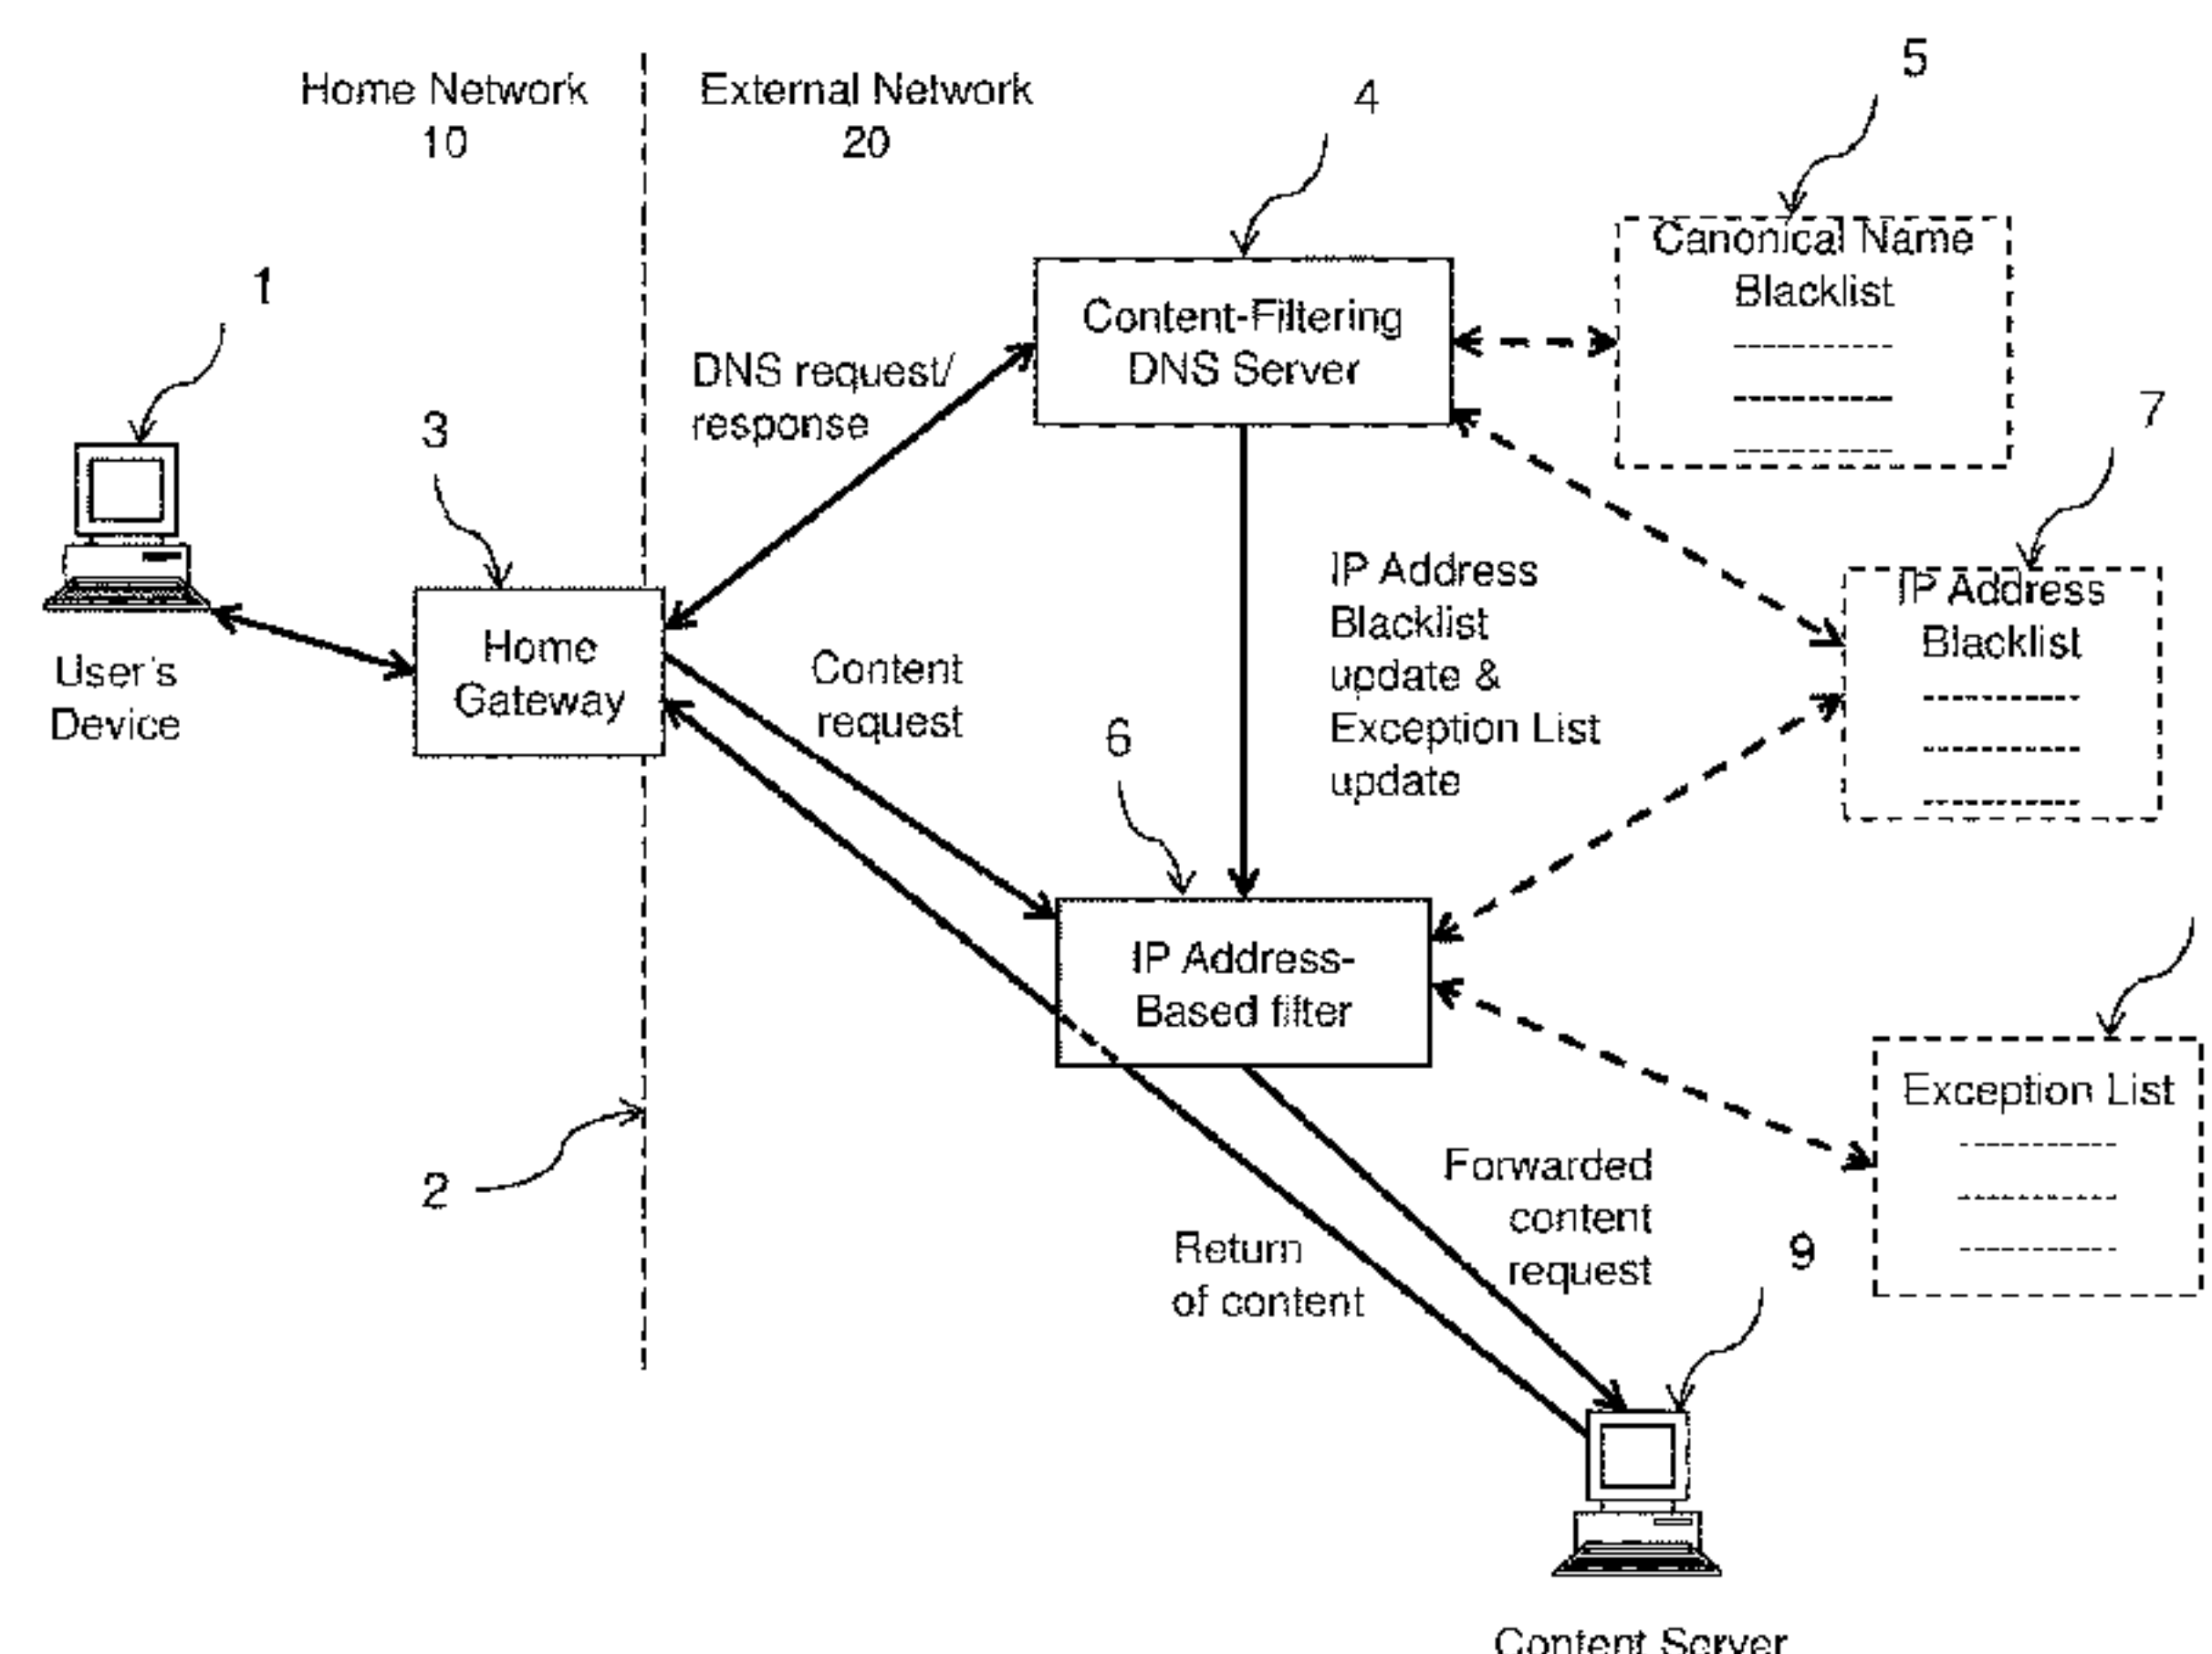 Home Network
10
External Network
20
4
5
1
3
Canonical Name
Blacklist
Content-Filtering
DNS Server
DNS request/
response
7
IP Address
Blacklist
User's
Device
Home
Gateway
Content
request
IP Address
Blacklist
update &
Exception List
update
6
IP Address-
Based filter
Exception List
2
Forwarded
content
request
Return
of content
9
Content Server